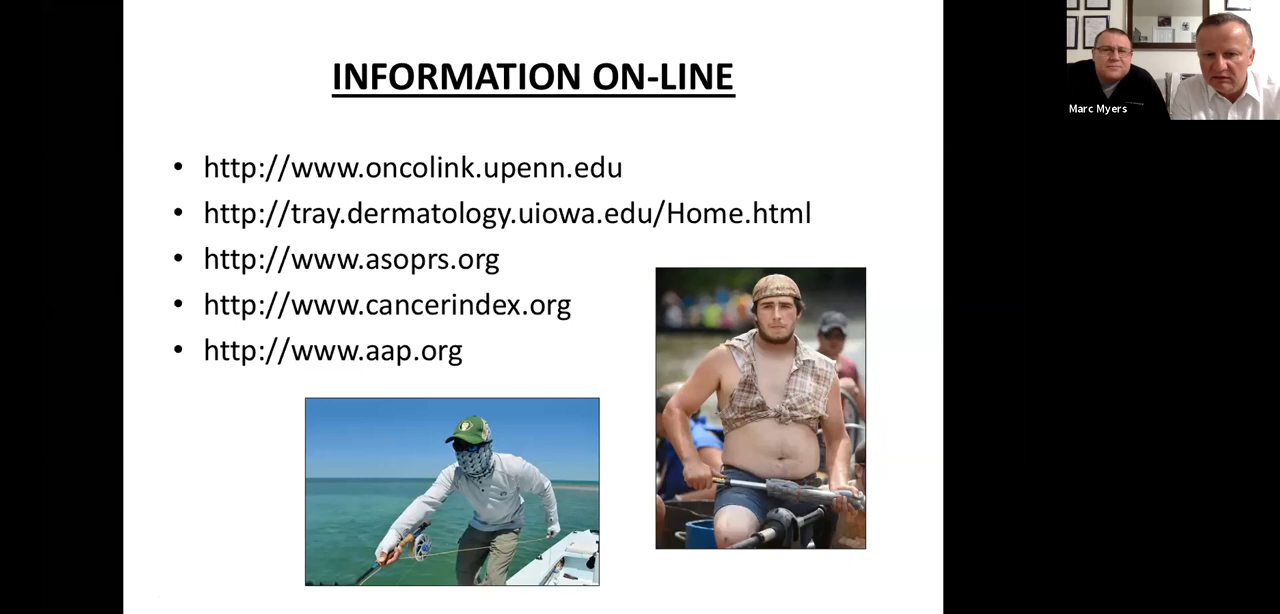 INFORMATION ON-LINE
• http://www.oncolink.upenn.edu
• http://tray.dermatology.uiowa.edu/Home.html
• http://www.asoprs.org
• http://www.cancerindex.org
• http://www.aap.org
Marc Myers